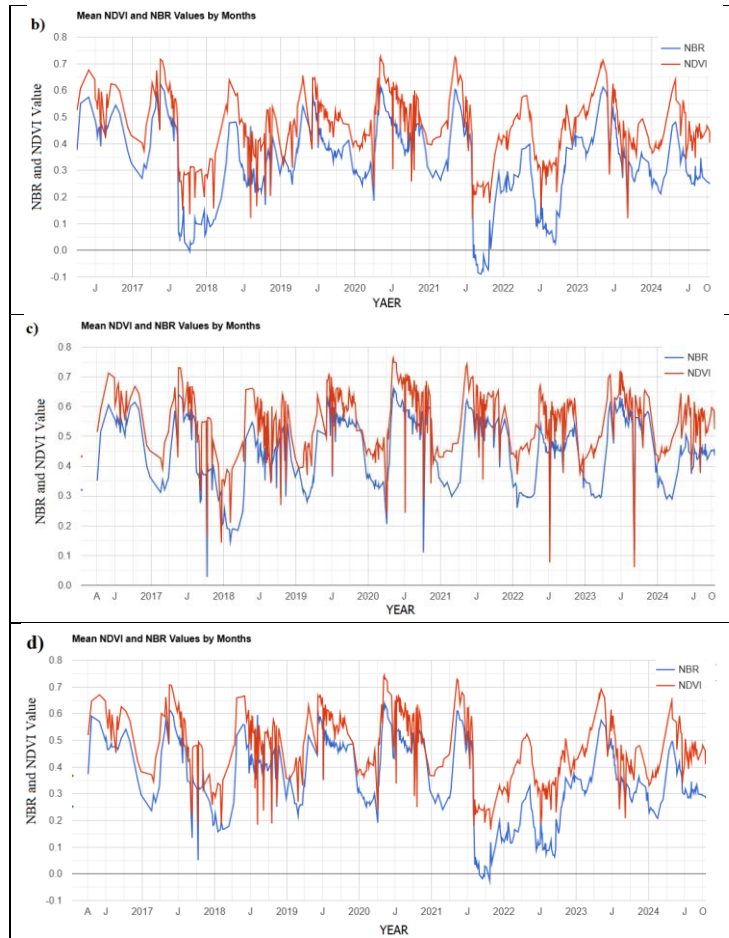 b)
Mean NDVI and NBR Values by Months
NBR
NDVI
NBR and NDVI Value
0.8
0.7
0.6
0.5
0.4
0.3
0.2
0.1
0.0
-0.1
J 2017 J 2018 J 2019 J 2020 J 2021 J 2022 J 2023 J 2024 J O
YAER
c)
Mean NDVI and NBR Values by Months
NBR
NDVI
NBR and NDVI Value
0.8
0.7
0.6
0.5
0.4
0.3
0.2
0.1
0.0
A J 2017 J 2018 J 2019 J 2020 J 2021 J 2022 J 2023 J 2024 J O
YEAR
d)
Mean NDVI and NBR Values by Months
NBR
NDVI
NBR and NDVI Value
0.8
0.7
0.6
0.5
0.4
0.3
0.2
0.1
0.0
-0.1
A J 2017 J 2018 J 2019 J 2020 J 2021 J 2022 J 2023 J 2024 J O
YEAR